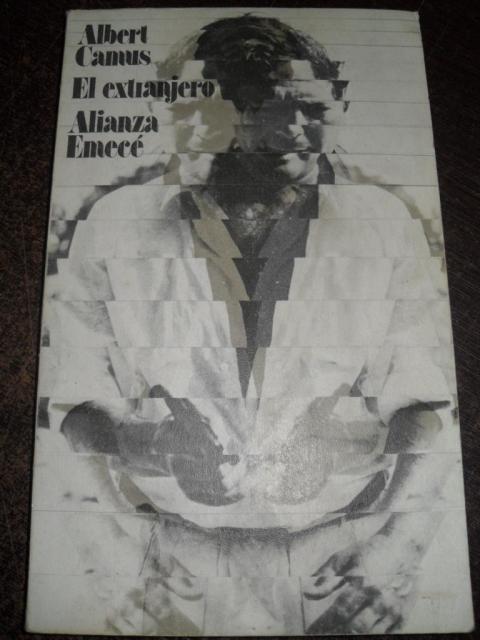 Albert
Camus
El extranjero
Alianza
Emecé